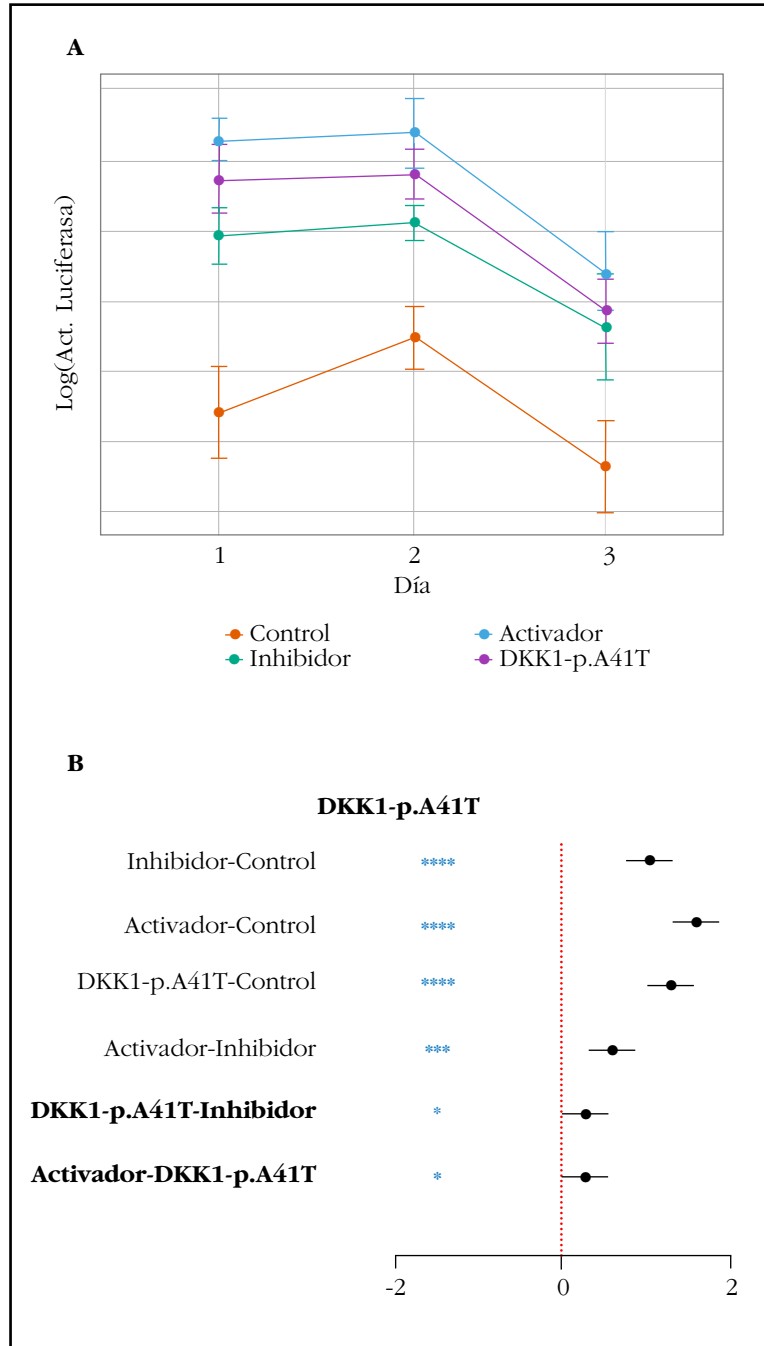 A
Log(Act. Luciferasa)
1 2 3
Día
Control Activador
Inhibidor DKK1-p.A41T
B
DKK1-p.A41T
Inhibidor-Control ****
Activador-Control ****
DKK1-p.A41T-Control ****
Activador-Inhibidor ***
DKK1-p.A41T-Inhibidor *
Activador-DKK1-p.A41T *
-2 0 2